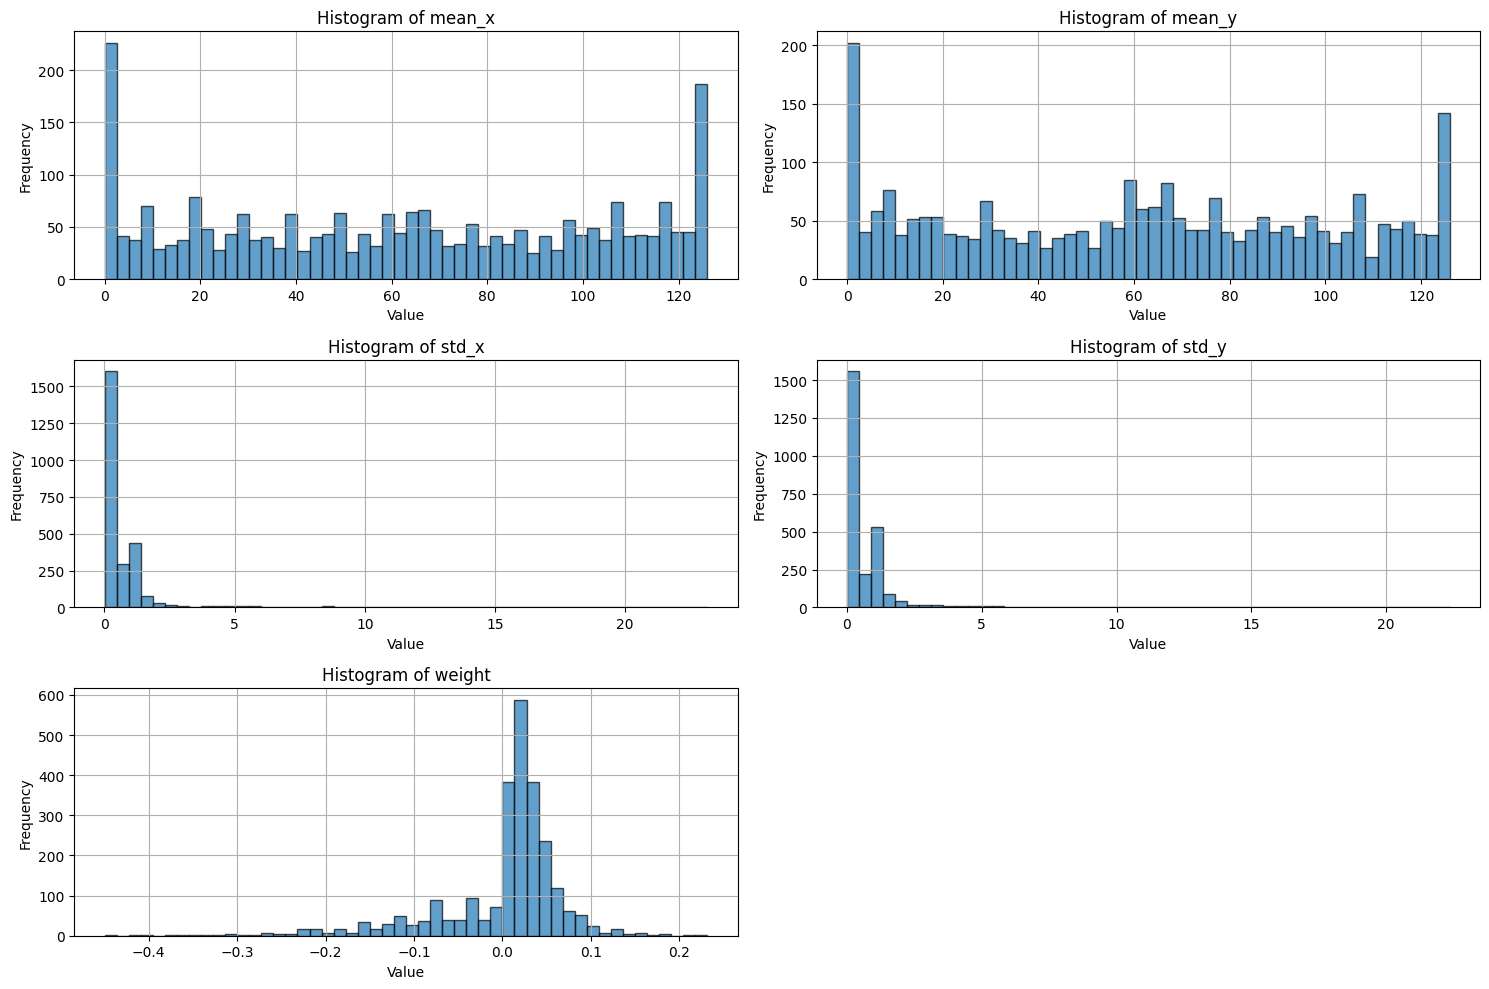 Histogram of mean_x
Frequency
200
150
100
50
0
0 20 40 60 80 100 120
Value
Histogram of mean_y
Frequency
200
150
100
50
0
0 20 40 60 80 100 120
Value
Histogram of std_x
Frequency
1500
1250
1000
750
500
250
0
0 5 10 15 20
Value
Histogram of std_y
Frequency
1500
1250
1000
750
500
250
0
0 5 10 15 20
Value
Histogram of weight
Frequency
600
500
400
300
200
100
0
−0.4 −0.3 −0.2 −0.1 0.0 0.1 0.2
Value